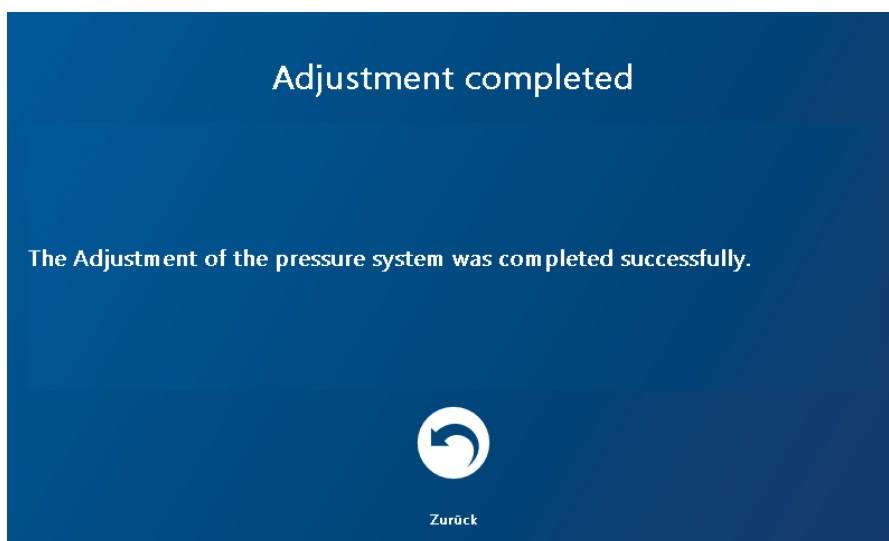 Adjustment completed
The Adjustment of the pressure system was completed successfully.
Zurück